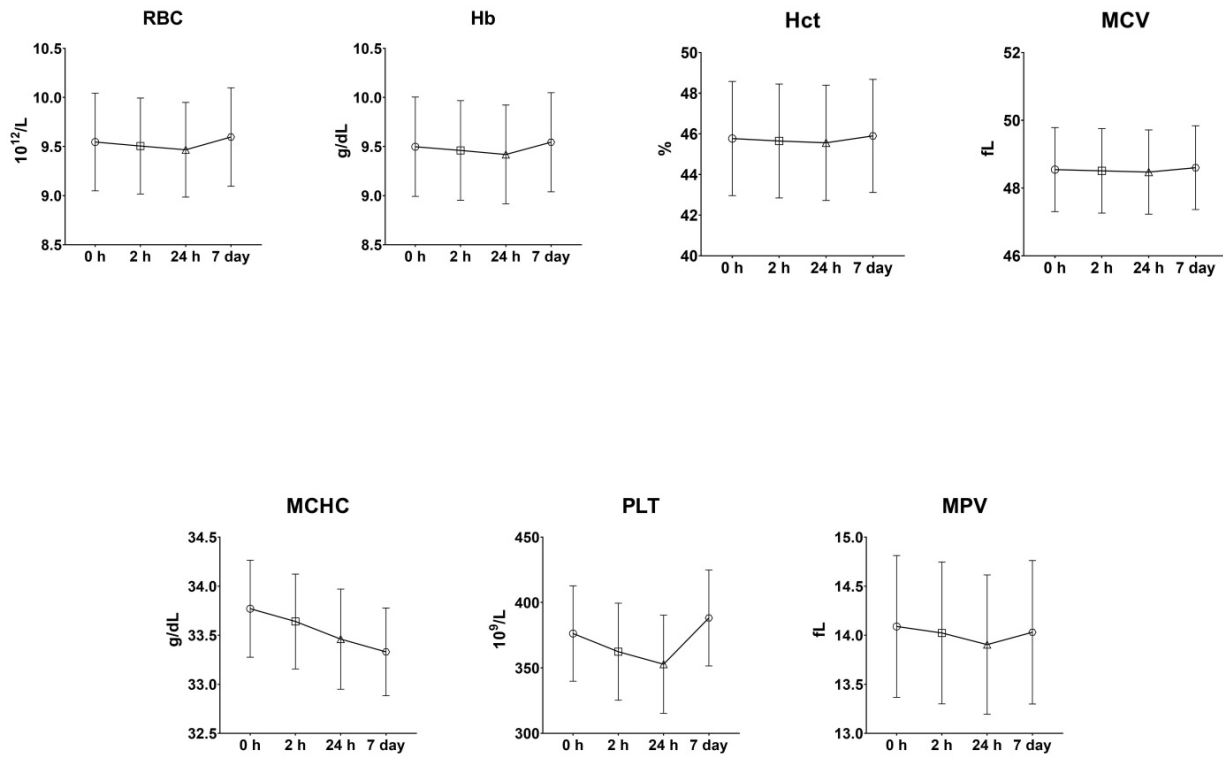 RBC
10.5
10.0
9.5
9.0
8.5
10¹²/L
0 h 2 h 24 h 7 day
Hb
10.5
10.0
9.5
9.0
8.5
g/dL
0 h 2 h 24 h 7 day
Hct
50
48
46
44
42
40
%
0 h 2 h 24 h 7 day
MCV
52
50
48
46
fL
0 h 2 h 24 h 7 day
MCHC
34.5
34.0
33.5
33.0
32.5
g/dL
0 h 2 h 24 h 7 day
PLT
450
400
350
300
10⁹/L
0 h 2 h 24 h 7 day
MPV
15.0
14.5
14.0
13.5
13.0
fL
0 h 2 h 24 h 7 day